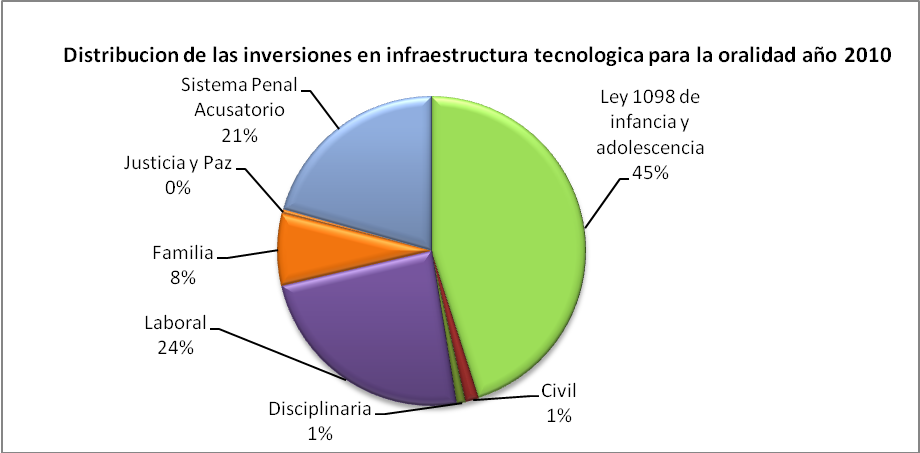 Distribucion de las inversiones en infraestructura tecnologica para la oralidad año 2010
Sistema Penal
Acusatorio
21%
Ley 1098 de
infancia y
adolescencia
45%
Justicia y Paz
0%
Familia
8%
Laboral
24%
Disciplinaria
1%
Civil
1%